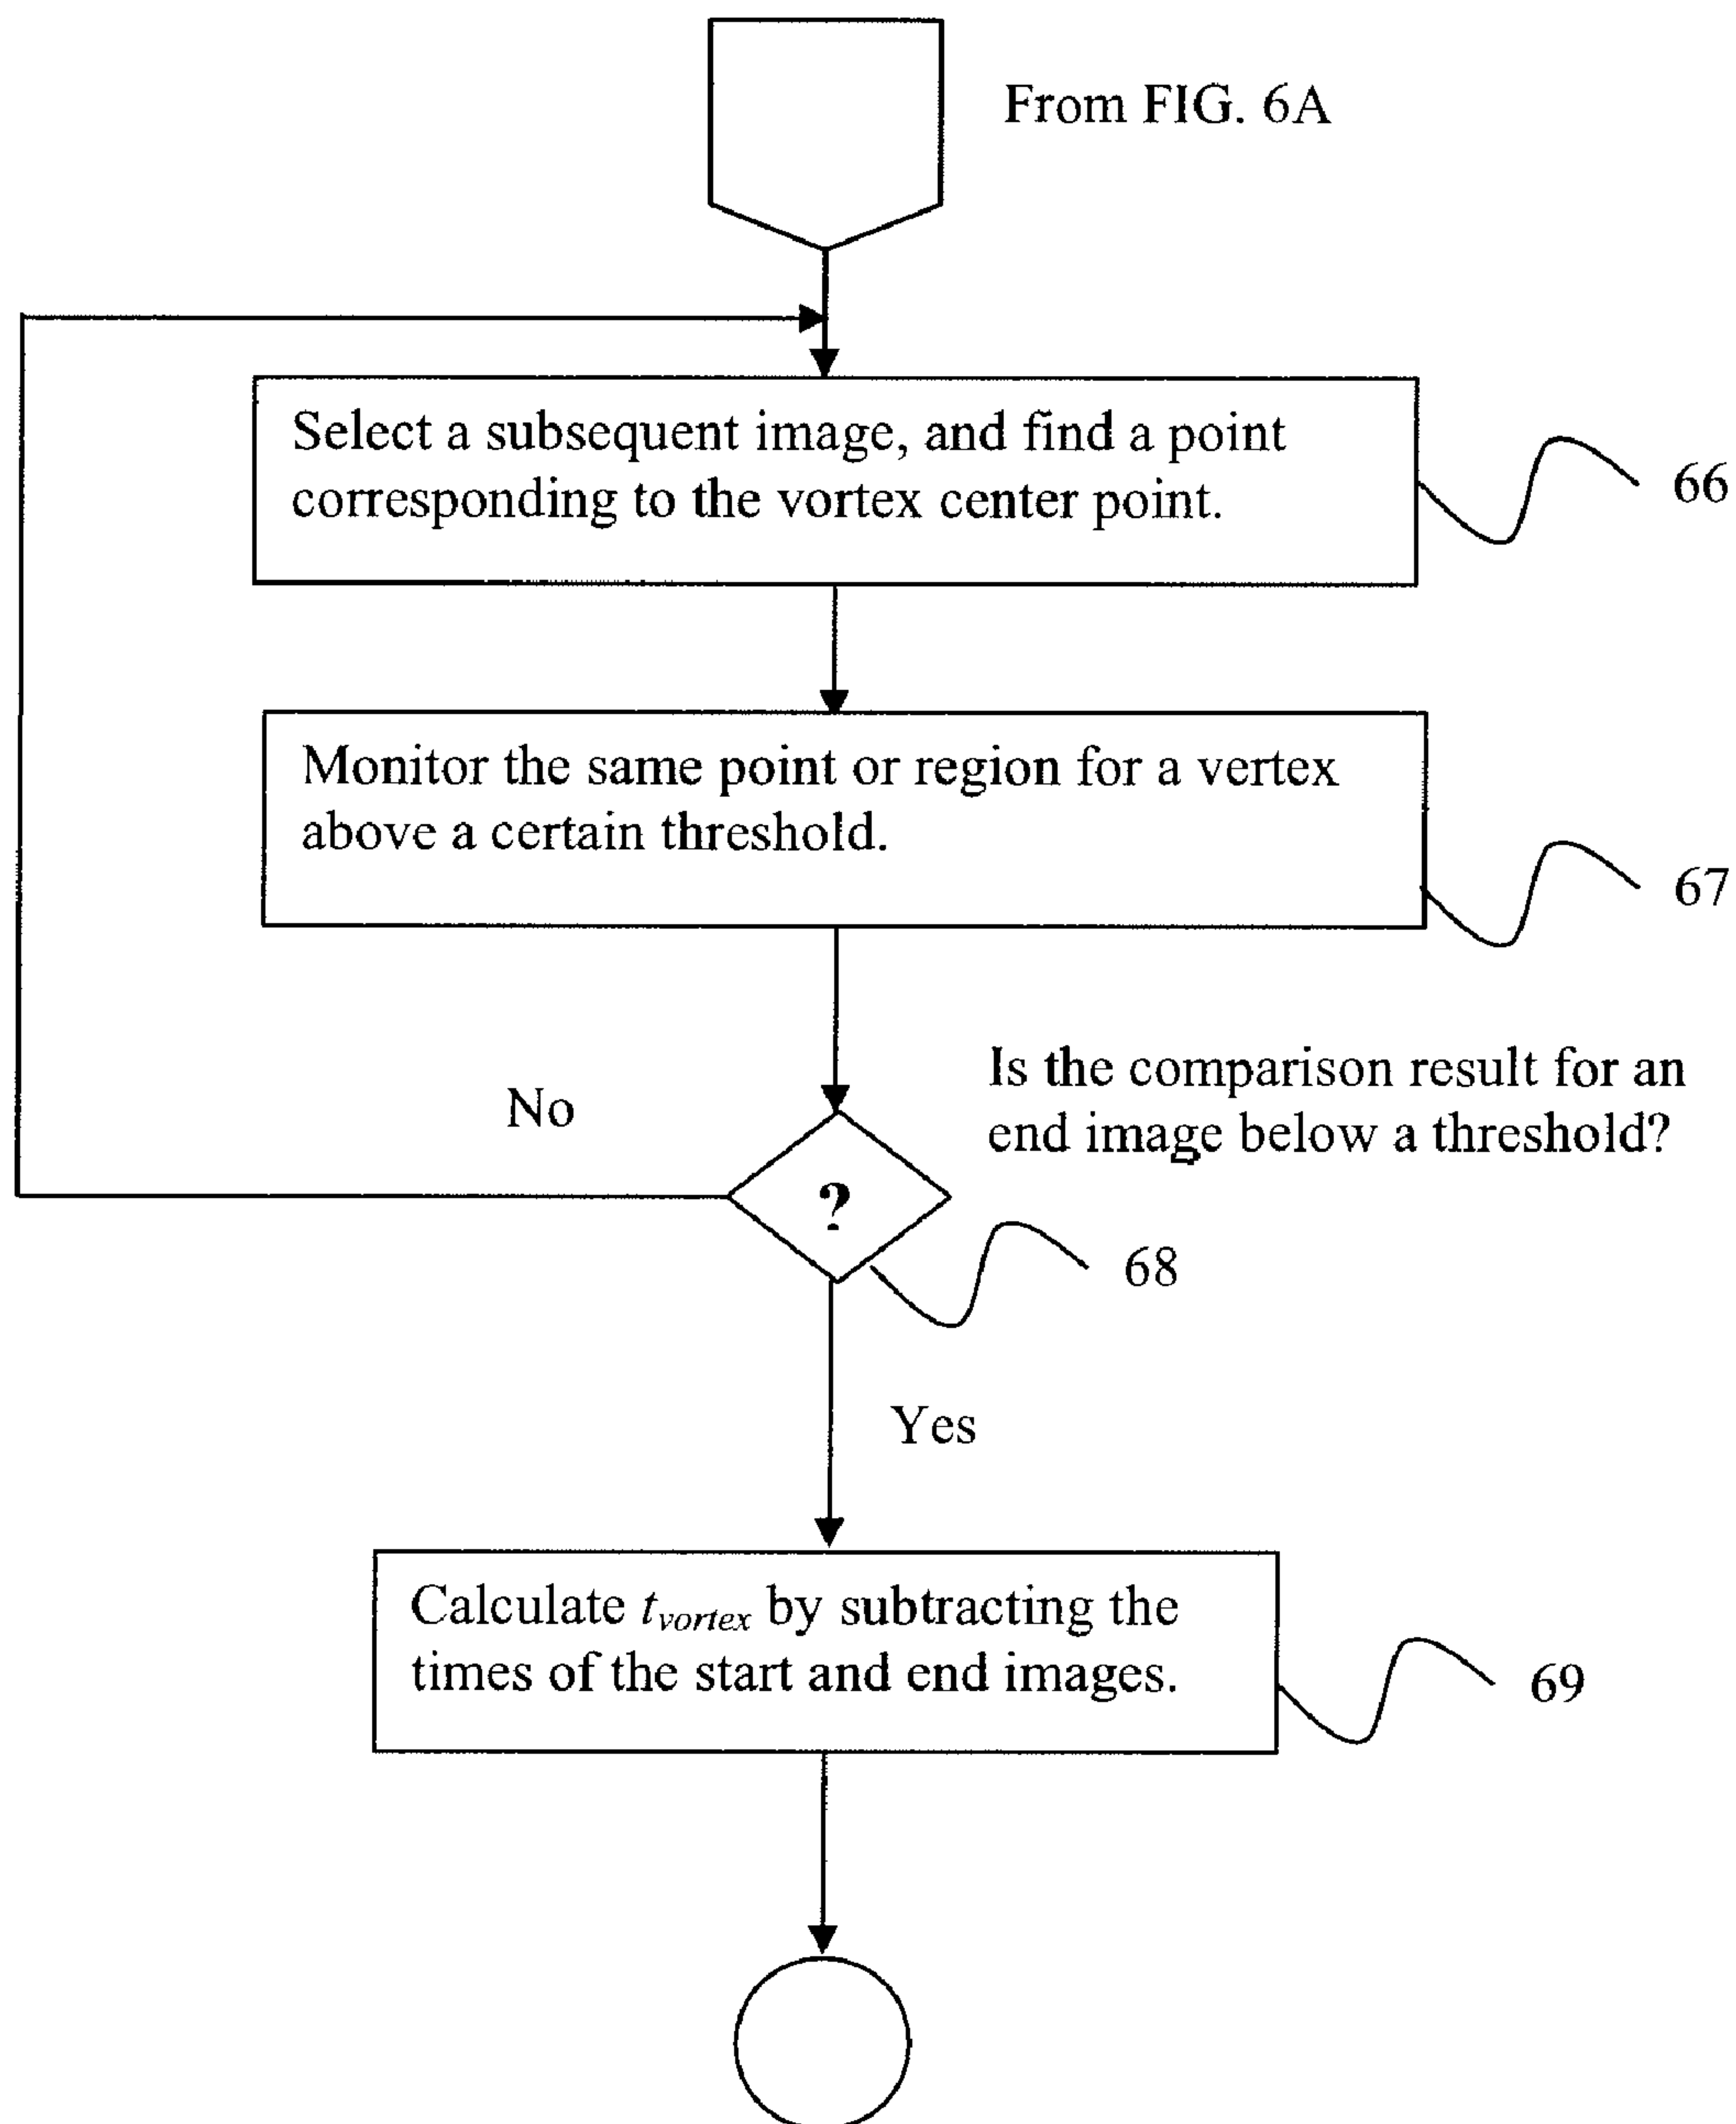 From FIG. 6A
Select a subsequent image, and find a point
corresponding to the vortex center point.
66
Monitor the same point or region for a vertex
above a certain threshold.
67
Is the comparison result for an
end image below a threshold?
No
?
68
Yes
Calculate t_vortex by subtracting the
times of the start and end images.
69